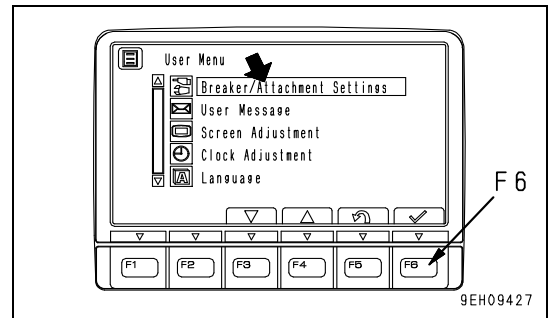 User Menu
Breaker/Attachment Settings
User Message
Screen Adjustment
Clock Adjustment
A Language
F6
F1 F2 F3 F4 F5 F6
9EH09427